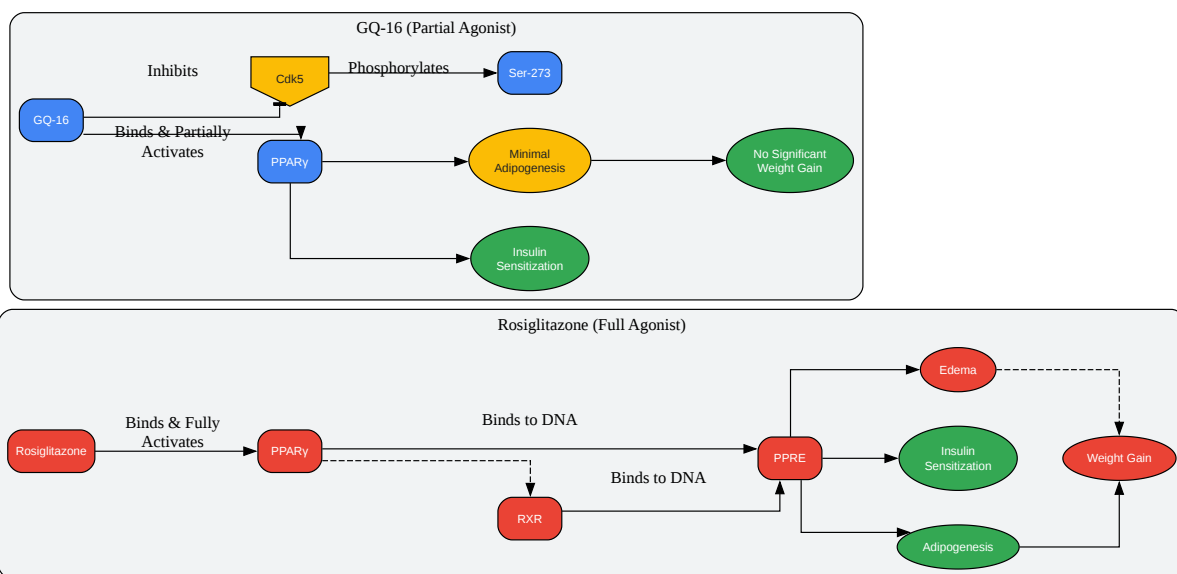 GQ-16 (Partial Agonist)
Inhibits
Cdk5
Phosphorylates
Ser-273
GQ-16
Binds & Partially
Activates
PPARγ
Minimal
Adipogenesis
No Significant
Weight Gain
Insulin
Sensitization
Rosiglitazone (Full Agonist)
Edema
Binds & Fully
Activates
Binds to DNA
Rosiglitazone
PPARγ
PPRE
Insulin
Sensitization
Weight Gain
Binds to DNA
RXR
Adipogenesis